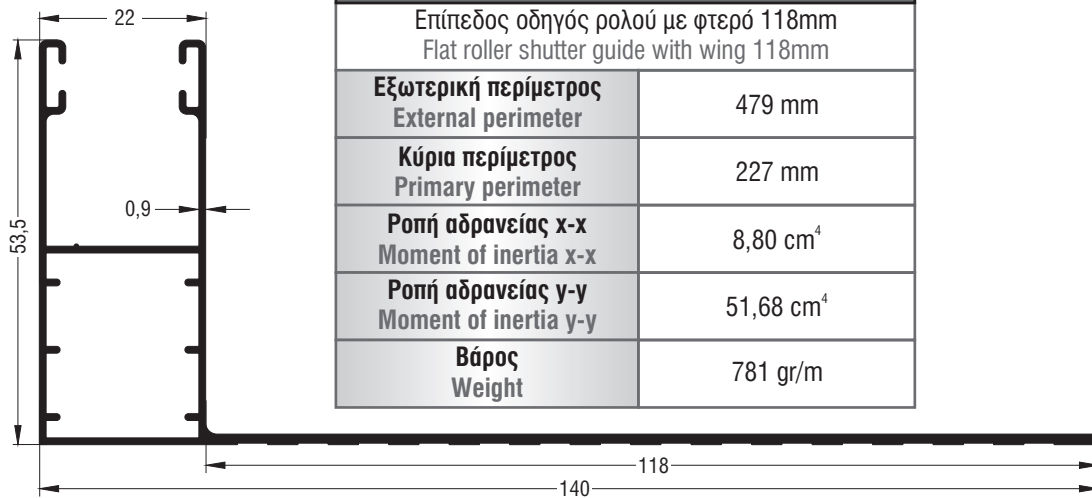 22
Επίπεδος οδηγός ρολού με φτερό 118mm
Flat roller shutter guide with wing 118mm
Εξωτερική περίμετρος
External perimeter
479 mm
Κύρια περίμετρος
Primary perimeter
227 mm
0,9
53,5
Ροπή αδρανείας x-x
Moment of inertia x-x
8,80 cm⁴
Ροπή αδρανείας y-y
Moment of inertia y-y
51,68 cm⁴
Βάρος
Weight
781 gr/m
118
140